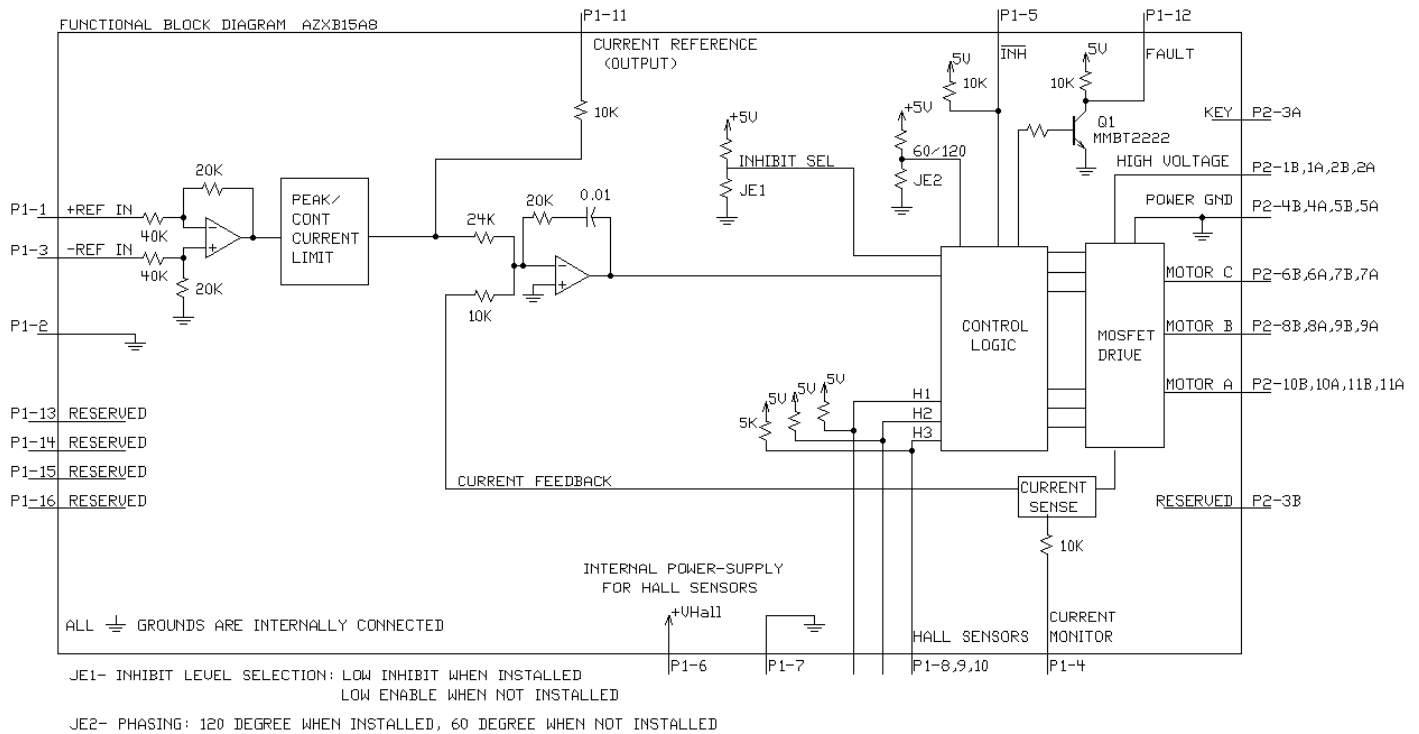 P1-11
P1-5
P1-12
FUNCTIONAL BLOCK DIAGRAM AZXB15A8
CURRENT REFERENCE
(OUTPUT)
INH
FAULT
5V
5V
10K
10K
10K
+5V
+5V
Q1
MMBT2222
KEY
P2-3A
INHIBIT SEL
60/120
HIGH VOLTAGE
P2-1B,1A,2B,2A
JE1
JE2
20K
PEAK/
CONT
CURRENT
LIMIT
20K
0.01
24K
POWER GND
P2-4B,4A,5B,5A
P1-1
+REF IN
40K
P1-3
-REF IN
40K
20K
10K
MOTOR C
P2-6B,6A,7B,7A
P1-2
CONTROL
LOGIC
MOSFET
DRIVE
MOTOR B
P2-8B,8A,9B,9A
MOTOR A
P2-10B,10A,11B,11A
5V
5V
5V
5K
H1
H2
H3
P1-13 RESERVED
P1-14 RESERVED
P1-15 RESERVED
P1-16 RESERVED
CURRENT FEEDBACK
CURRENT
SENSE
RESERVED
P2-3B
10K
INTERNAL POWER-SUPPLY
FOR HALL SENSORS
+VHall
ALL GROUNDS ARE INTERNALLY CONNECTED
HALL SENSORS
CURRENT
MONITOR
P1-6
P1-7
P1-8,9,10
P1-4
JE1- INHIBIT LEVEL SELECTION: LOW INHIBIT WHEN INSTALLED
LOW ENABLE WHEN NOT INSTALLED
JE2- PHASING: 120 DEGREE WHEN INSTALLED, 60 DEGREE WHEN NOT INSTALLED